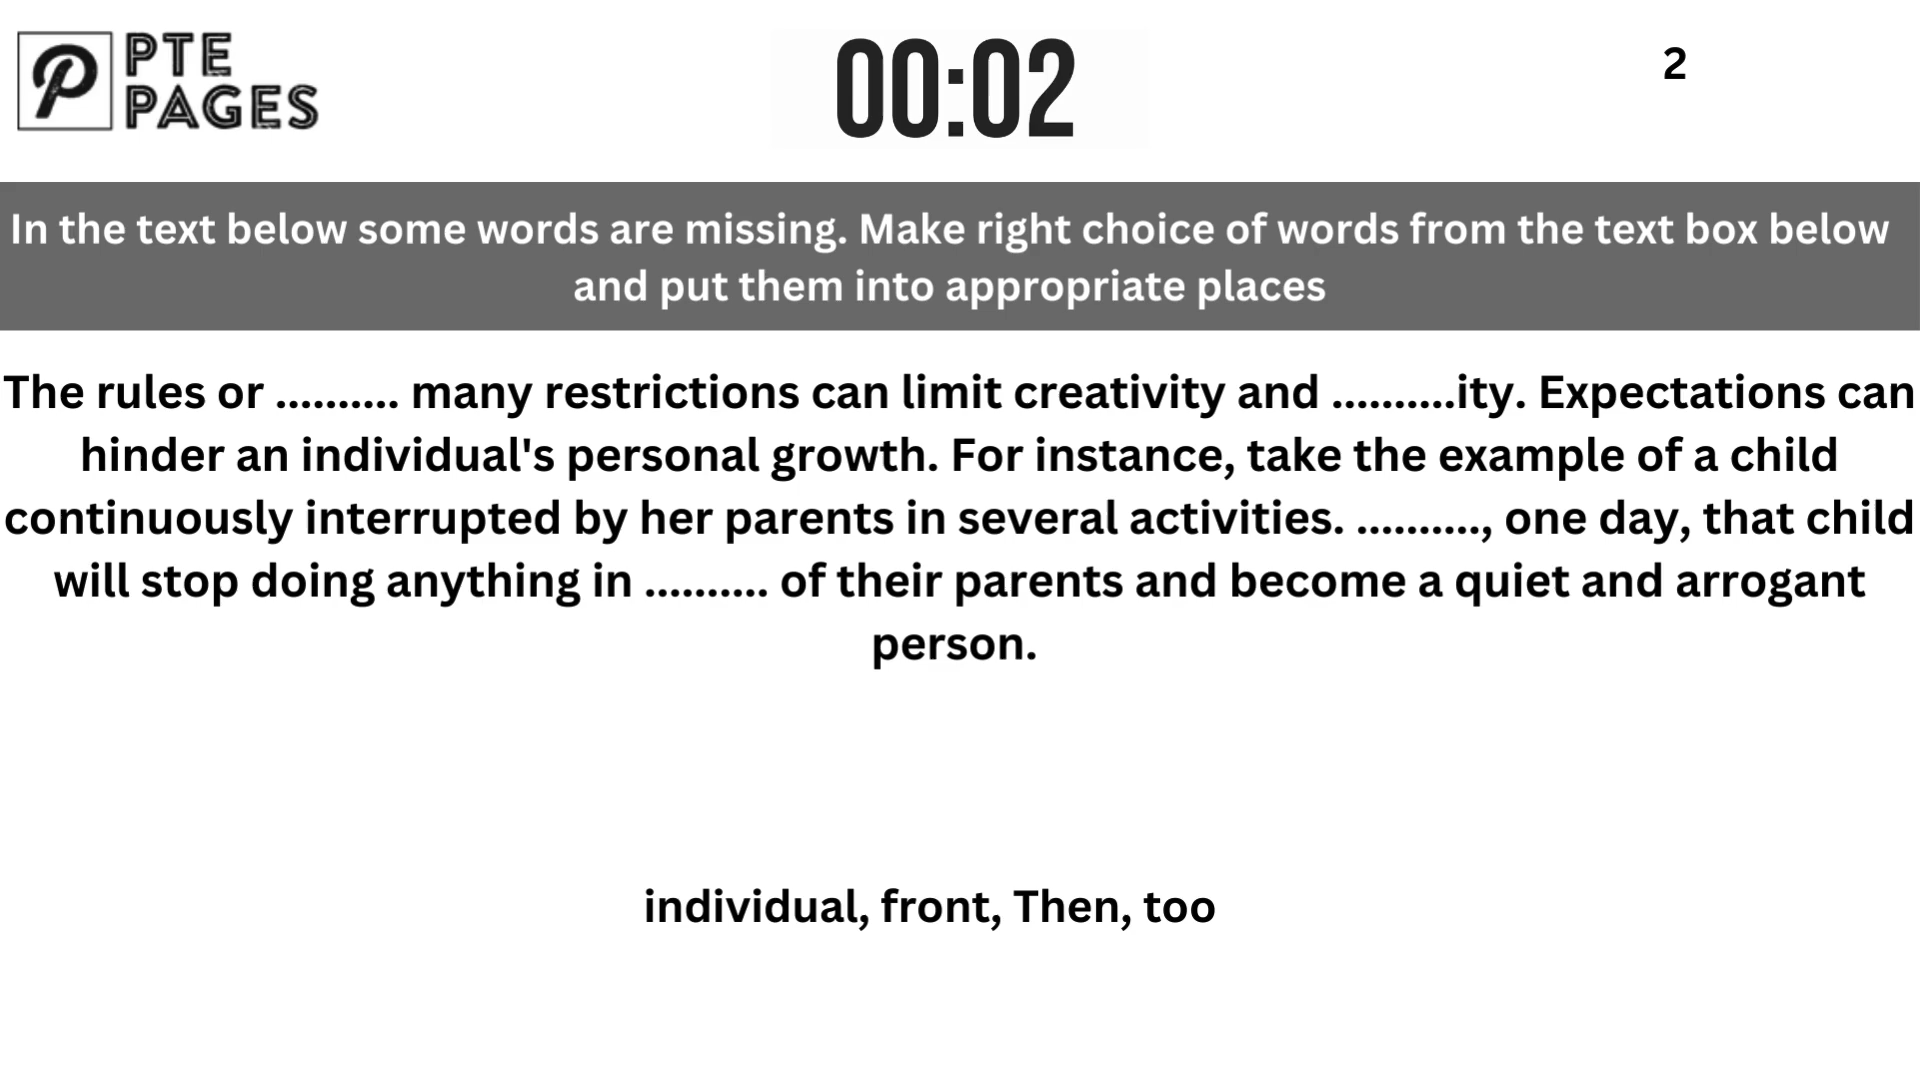 PTE
PAGES
00:02
2
In the text below some words are missing. Make right choice of words from the text box below
and put them into appropriate places
The rules or .......... many restrictions can limit creativity and ..........ity. Expectations can
hinder an individual's personal growth. For instance, take the example of a child
continuously interrupted by her parents in several activities. .........., one day, that child
will stop doing anything in .......... of their parents and become a quiet and arrogant
person.
individual, front, Then, too